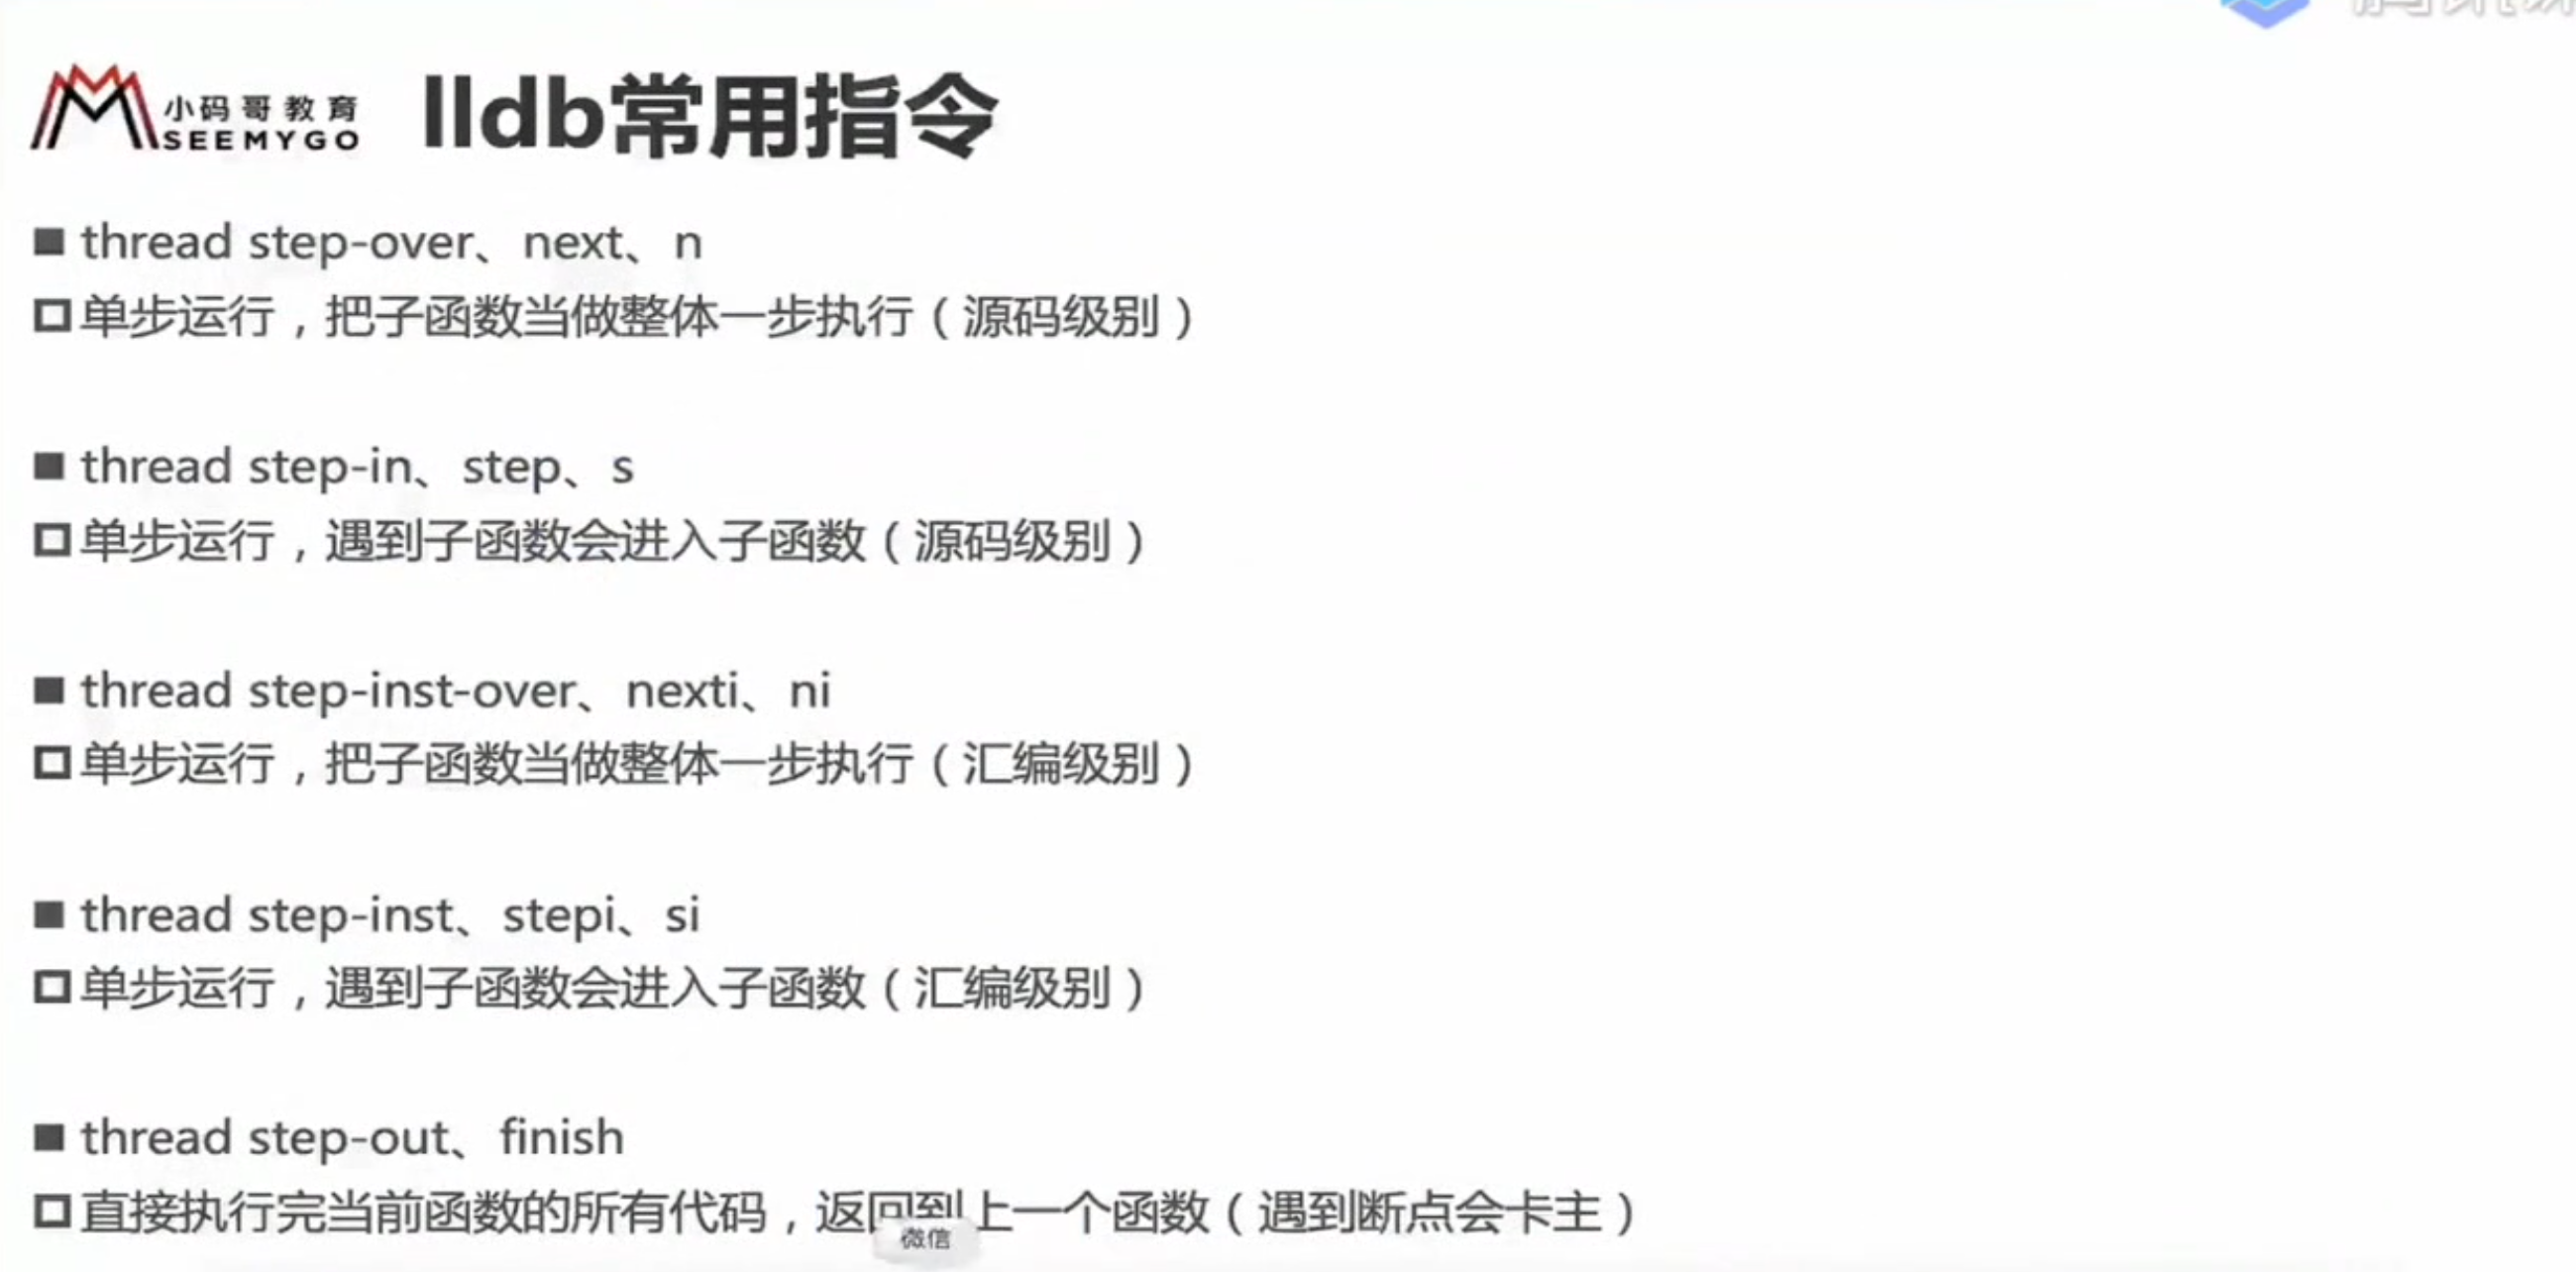 小码哥教育
SEEMYGO
lldb常用指令
thread step-over、next、n
单步运行，把子函数当做整体一步执行（源码级别）
thread step-in、step、s
单步运行，遇到子函数会进入子函数（源码级别）
thread step-inst-over、nexti、ni
单步运行，把子函数当做整体一步执行（汇编级别）
thread step-inst、stepi、si
单步运行，遇到子函数会进入子函数（汇编级别）
thread step-out、finish
直接执行完当前函数的所有代码，返回到上一个函数（遇到断点会卡主）
微信